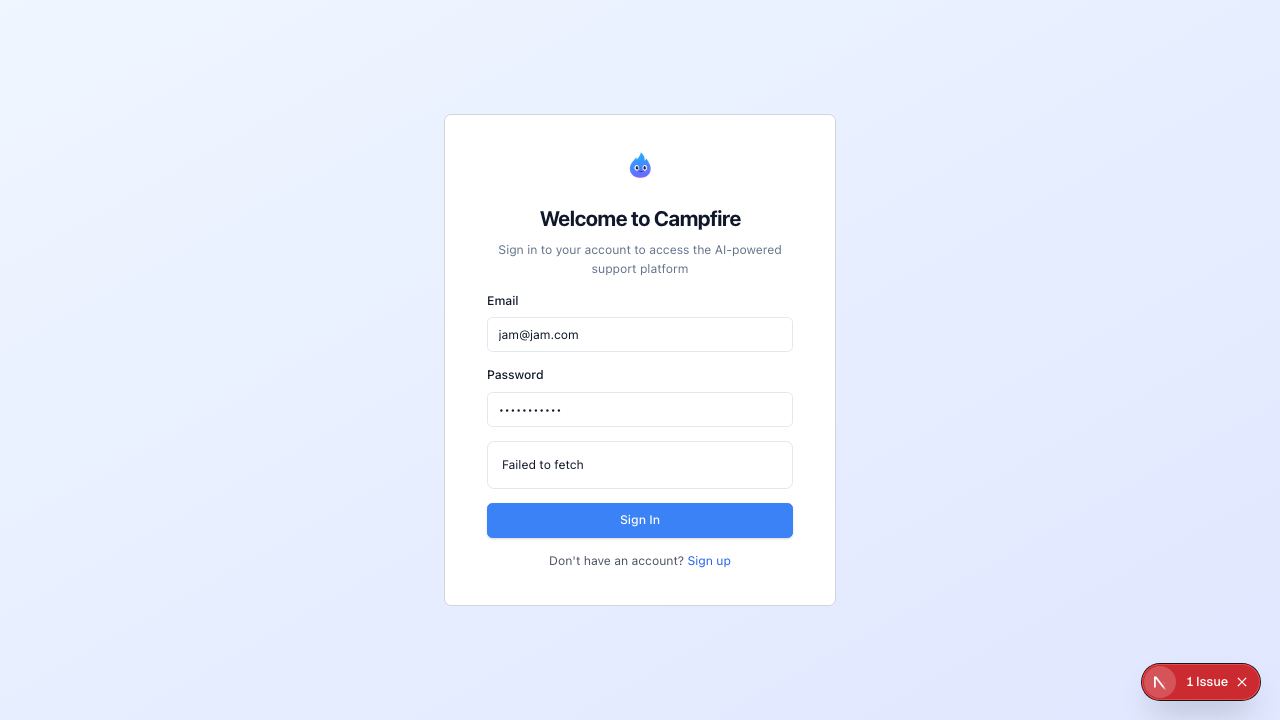 Welcome to Campfire
Sign in to your account to access the AI-powered
support platform
Email
jam@jam.com
Password
•••••••••••
Failed to fetch
Sign In
Don't have an account? Sign up
1 Issue